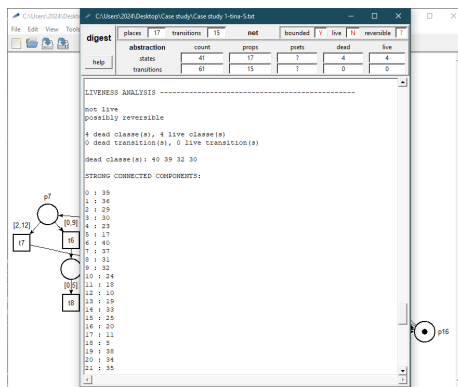 C:\Users\2024\Desktop\Ca
C:\Users\2024\Desktop\Case study\Case study 1-tina-S.txt
File Edit View Tools
digest
places 17 transitions 15 net bounded Y live N reversible ?
abstraction count props psets dead live
help
states 41 17 ? 4 4
transitions 61 15 ? 0 0
LIVENESS ANALYSIS -----------------------------------------------
not live
possibly reversible
4 dead classe(s), 4 live classe(s)
0 dead transition(s), 0 live transition(s)
dead classe(s): 40 39 32 30
STRONG CONNECTED COMPONENTS:
0 : 39
1 : 36
2 : 29
3 : 30
4 : 23
5 : 17
6 : 40
7 : 37
8 : 31
9 : 32
10 : 24
11 : 18
12 : 10
13 : 19
14 : 33
15 : 25
16 : 20
17 : 11
18 : 5
19 : 38
20 : 34
21 : 35
p7
[2,12]
[0,9]
t7
t6
t8
p16